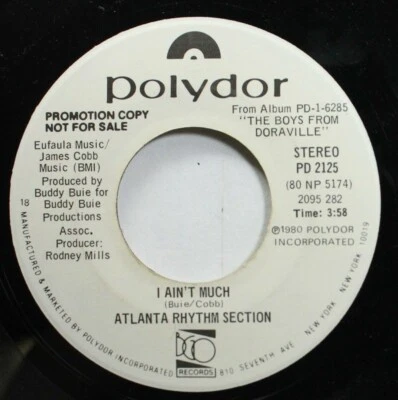 polydor
PROMOTION COPY
NOT FOR SALE
From Album PD-1-6285
"THE BOYS FROM
DORAVILLE"
Eufaula Music/
James Cobb
Music (BMI)
Produced by
Buddy Buie for
Buddy Buie
Productions
Assoc.
Producer:
Rodney Mills
18
STEREO
PD 2125
(80 NP 5174)
2095 282
Time: 3:58
℗1980 POLYDOR
INCORPORATED
I AIN'T MUCH
(Buie/Cobb)
ATLANTA RHYTHM SECTION
RECORDS
MANUFACTURED & MARKETED BY POLYDOR INCORPORATED 810 SEVENTH AVE NEW YORK, NEW YORK 10019